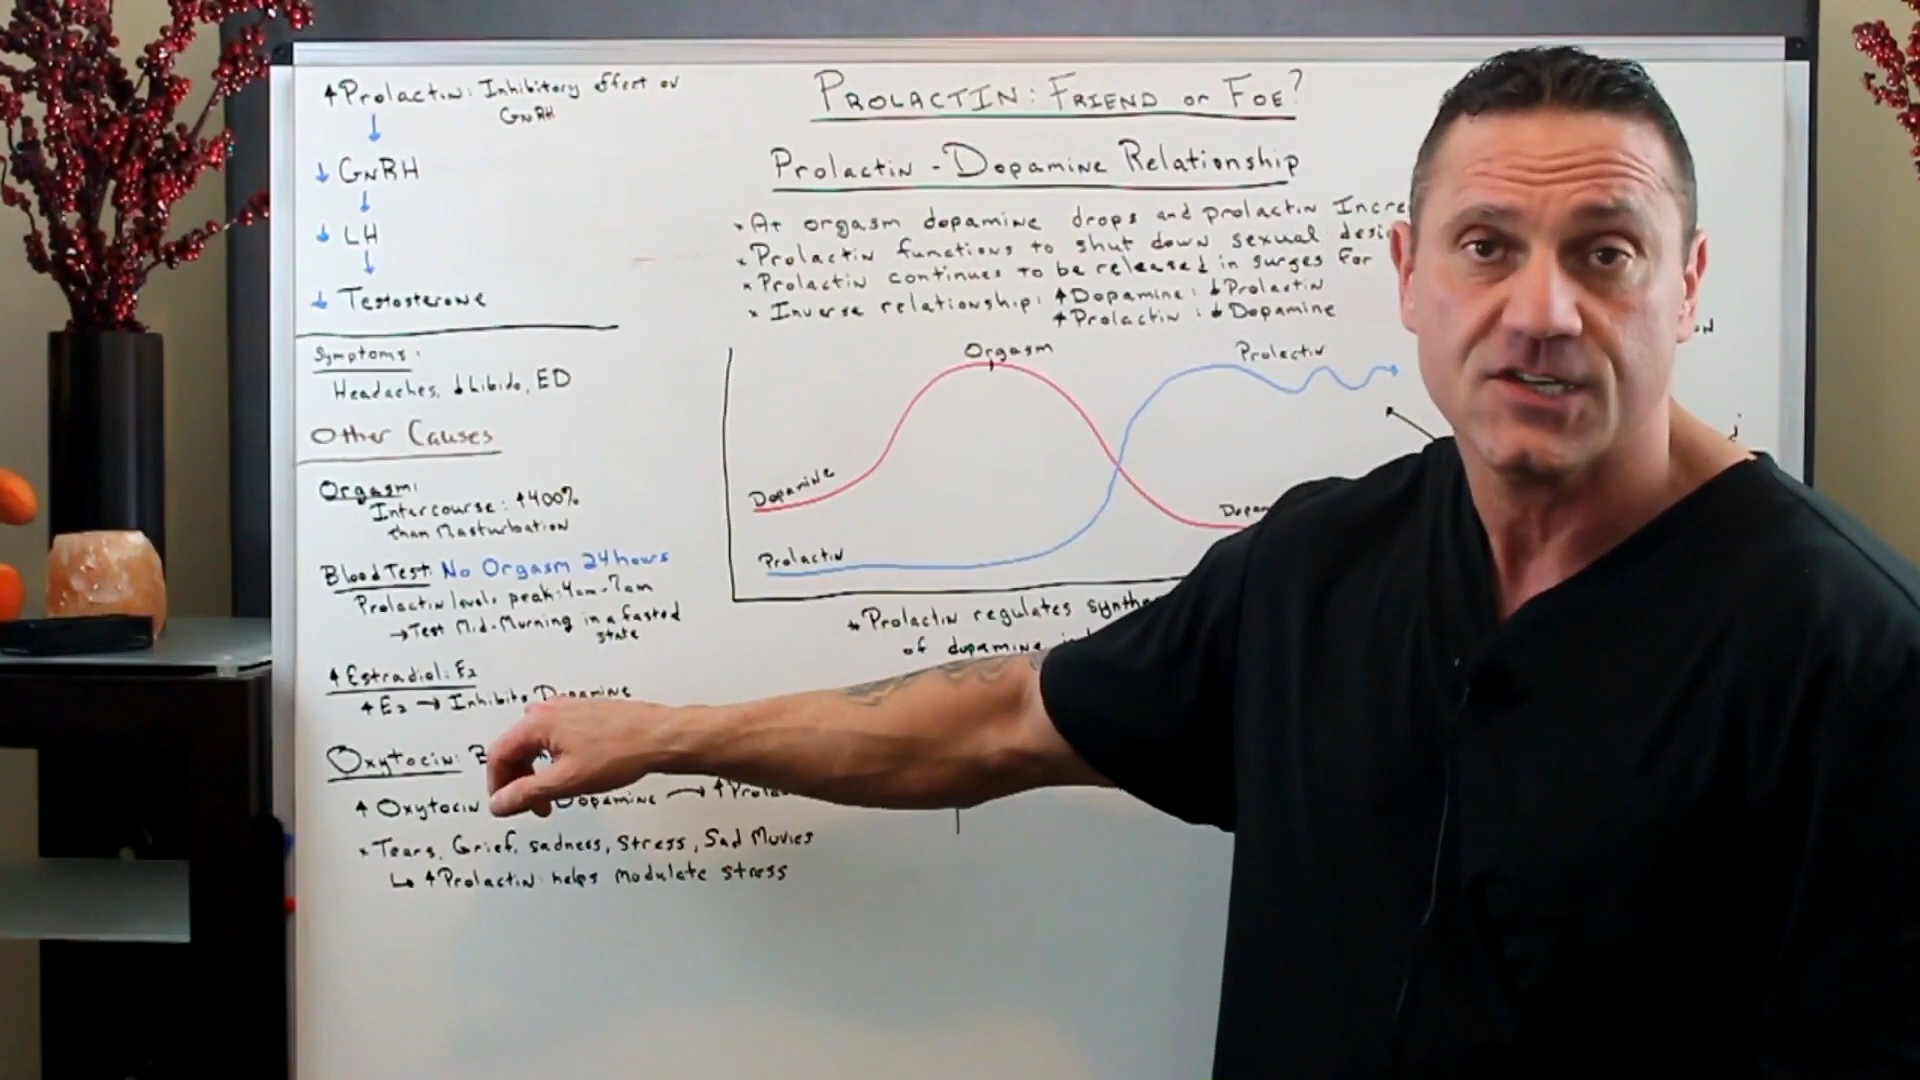 ↑Prolactin: Inhibitory effect on
GnRH
↓ GnRH
↓ LH
↓ Testosterone
Symptoms:
Headaches, ↓Libido, ED
Other Causes
Orgasm:
Intercourse: ↑400%
than Masturbation
Blood Test: No Orgasm 24 hours
Prolactin levels peak: 4am-7am
→Test Mid-Morning in a fasted
state
↑Estradiol: E2
↑E2 → Inhibits Dopamine
Oxytocin:
↑ Oxytocin Dopamine → ↑
*Tears, Grief, sadness, Stress, Sad Movies
↳ ↑Prolactin helps modulate stress
PROLACTIN: FRIEND or FOE?
Prolactin - Dopamine Relationship
*At orgasm dopamine drops and prolactin
*Prolactin functions to shut down sexual
*Prolactin continues to be released in surges for
* Inverse relationship: ↑Dopamine: ↓Prolactin
↑Prolactin: ↓Dopamine
Orgasm
Prolactin
Dopamine
Prolactin
*Prolactin regulates
of dopamine